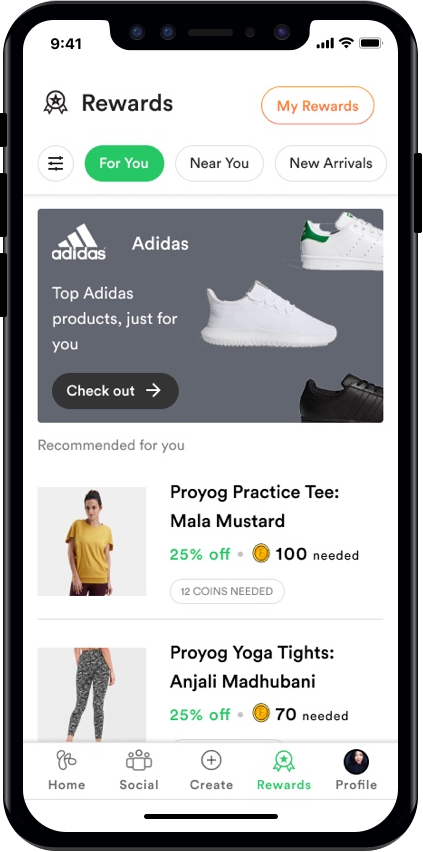 9:41
Rewards
My Rewards
For You
Near You
New Arrivals
adidas
Adidas
Top Adidas
products, just for
you
Check out
Recommended for you
Proyog Practice Tee:
Mala Mustard
25% off • 100 needed
12 COINS NEEDED
Proyog Yoga Tights:
Anjali Madhubani
25% off • 70 needed
Home
Social
Create
Rewards
Profile